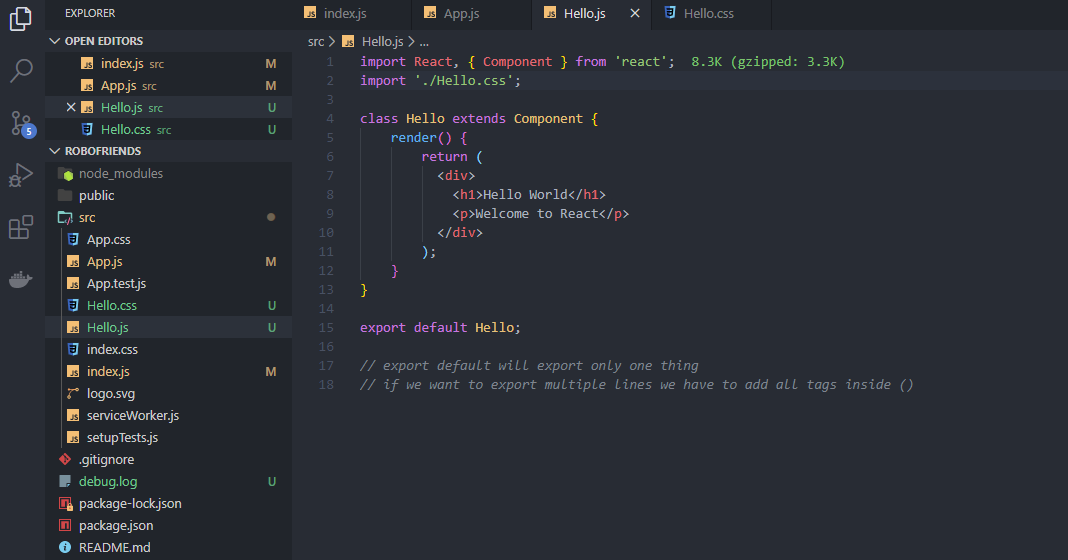 EXPLORER
OPEN EDITORS
index.js src M
App.js src M
Hello.js src U
Hello.css src U
ROBOFRIENDS
node_modules
public
src
App.css
App.js M
App.test.js
Hello.css U
Hello.js U
index.css
index.js M
logo.svg
serviceWorker.js
setupTests.js
.gitignore
debug.log U
package-lock.json
package.json
README.md
5
JS index.js
JS App.js
JS Hello.js
Hello.css
src > JS Hello.js > ...
1 import React, { Component } from 'react'; 8.3K (gzipped: 3.3K)
2 import './Hello.css';
3
4 class Hello extends Component {
5 render() {
6 return (
7 <div>
8 <h1>Hello World</h1>
9 <p>Welcome to React</p>
10 </div>
11 );
12 }
13 }
14
15 export default Hello;
16
17 // export default will export only one thing
18 // if we want to export multiple lines we have to add all tags inside ()